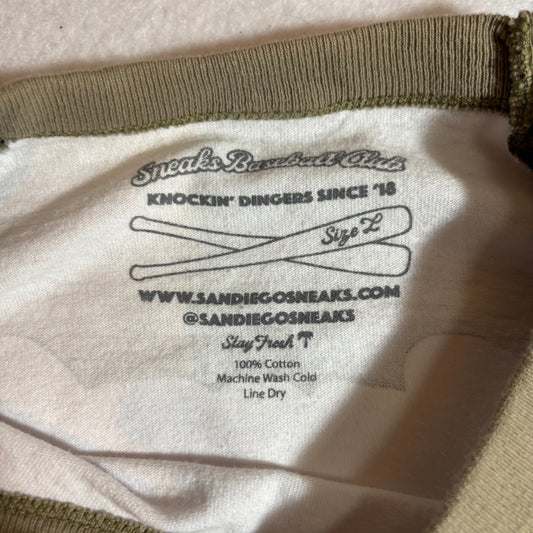 Sneaks Baseball Club
KNOCKIN' DINGERS SINCE '18
Size L
WWW.SANDIEGOSNEAKS.COM
@SANDIEGOSNEAKS
Stay Fresh
100% Cotton
Machine Wash Cold
Line Dry